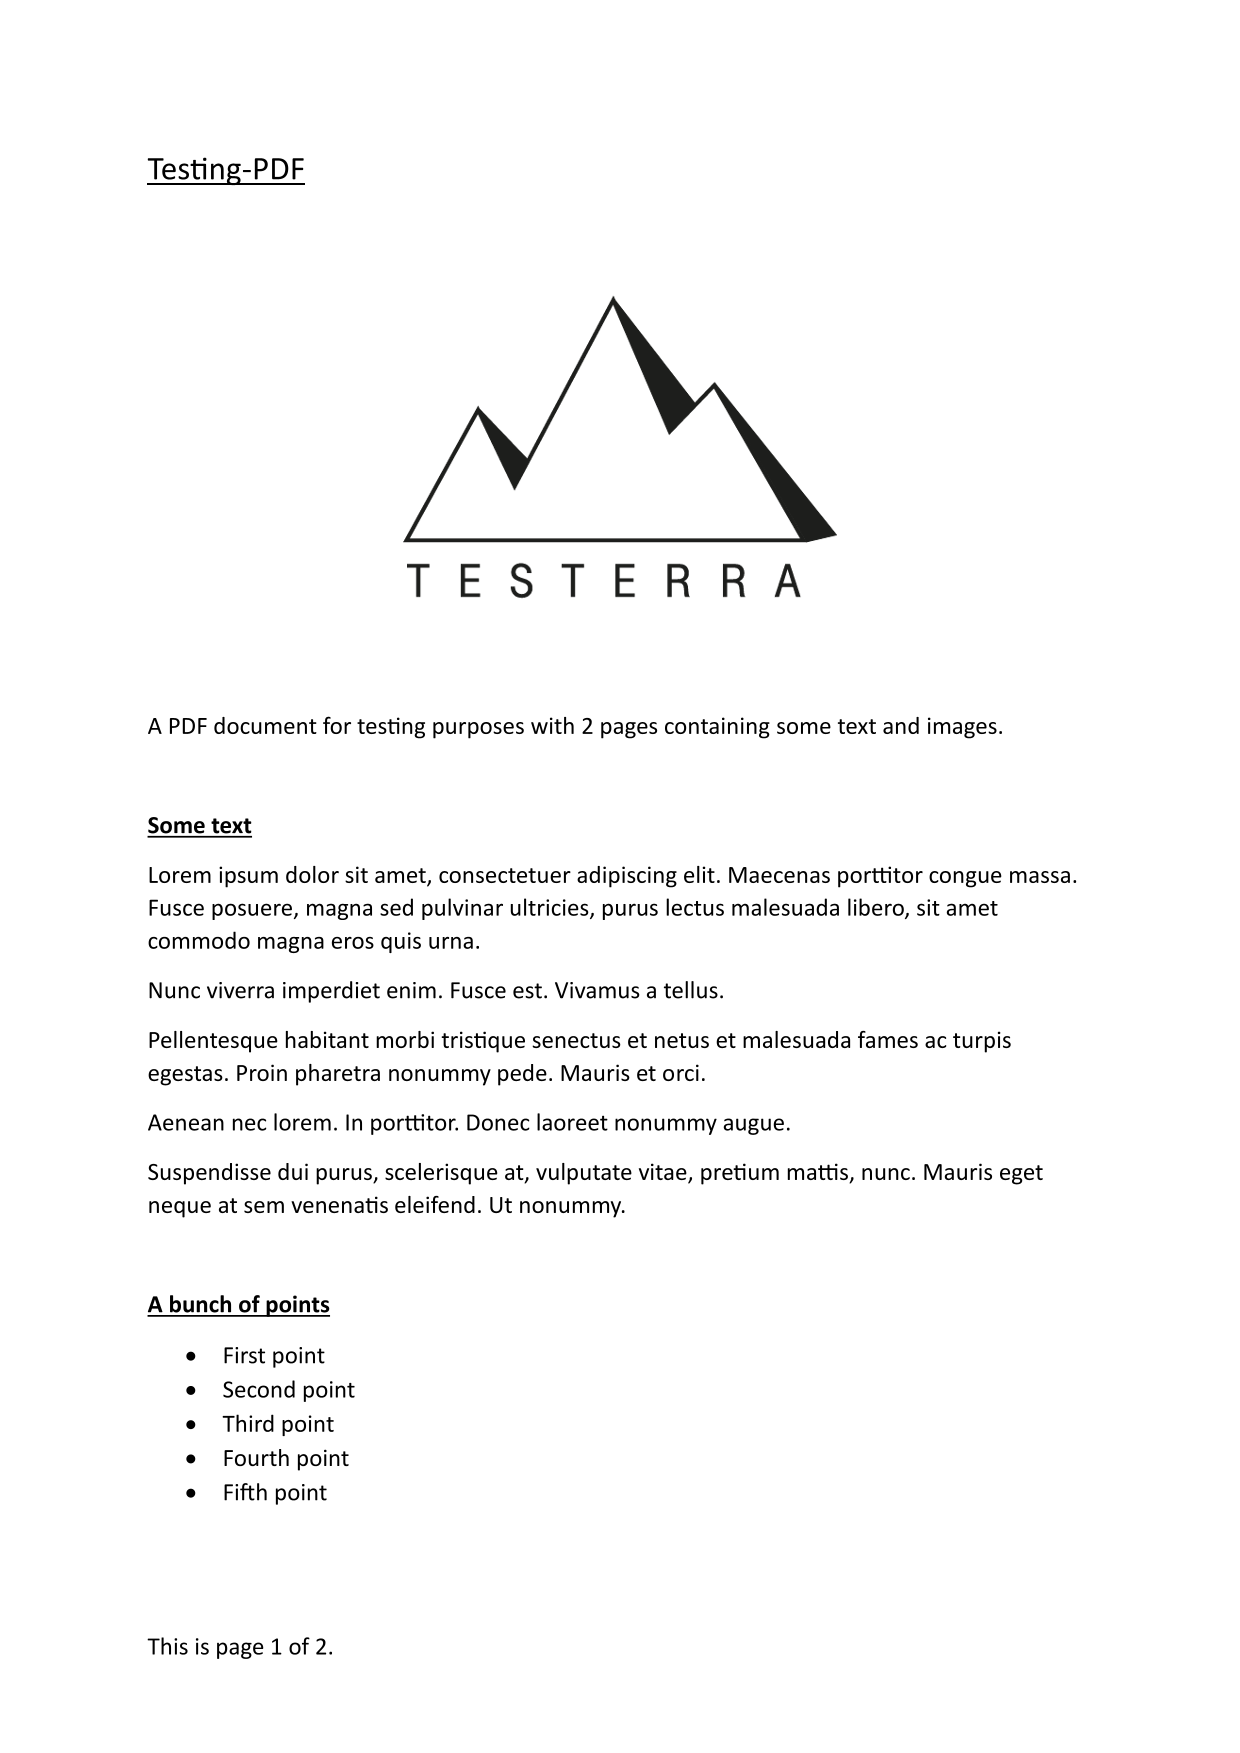 Testing-PDF
TESTERRA
A PDF document for testing purposes with 2 pages containing some text and images.
Some text
Lorem ipsum dolor sit amet, consectetuer adipiscing elit. Maecenas porttitor congue massa.
Fusce posuere, magna sed pulvinar ultricies, purus lectus malesuada libero, sit amet
commodo magna eros quis urna.
Nunc viverra imperdiet enim. Fusce est. Vivamus a tellus.
Pellentesque habitant morbi tristique senectus et netus et malesuada fames ac turpis
egestas. Proin pharetra nonummy pede. Mauris et orci.
Aenean nec lorem. In porttitor. Donec laoreet nonummy augue.
Suspendisse dui purus, scelerisque at, vulputate vitae, pretium mattis, nunc. Mauris eget
neque at sem venenatis eleifend. Ut nonummy.
A bunch of points
• First point
• Second point
• Third point
• Fourth point
• Fifth point
This is page 1 of 2.